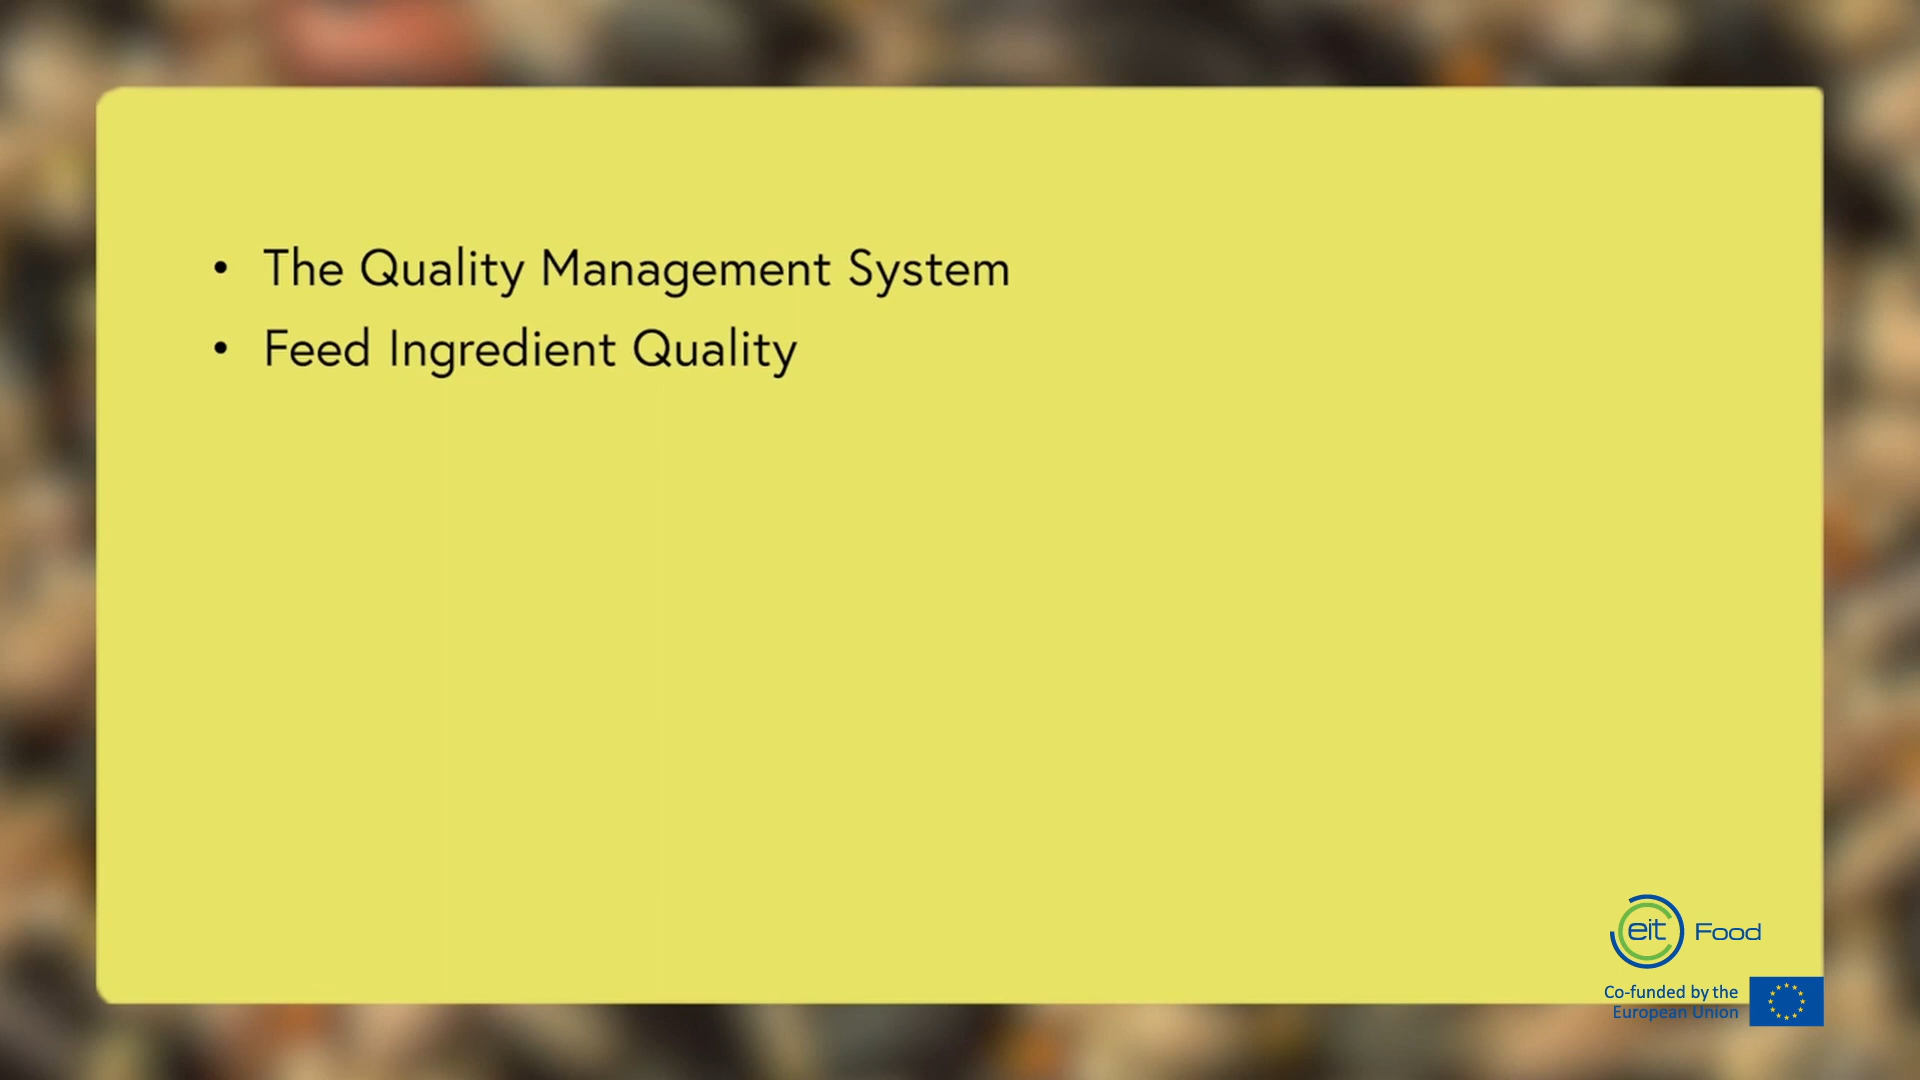 • The Quality Management System
• Feed Ingredient Quality
eit Food
Co-funded by the
European Union